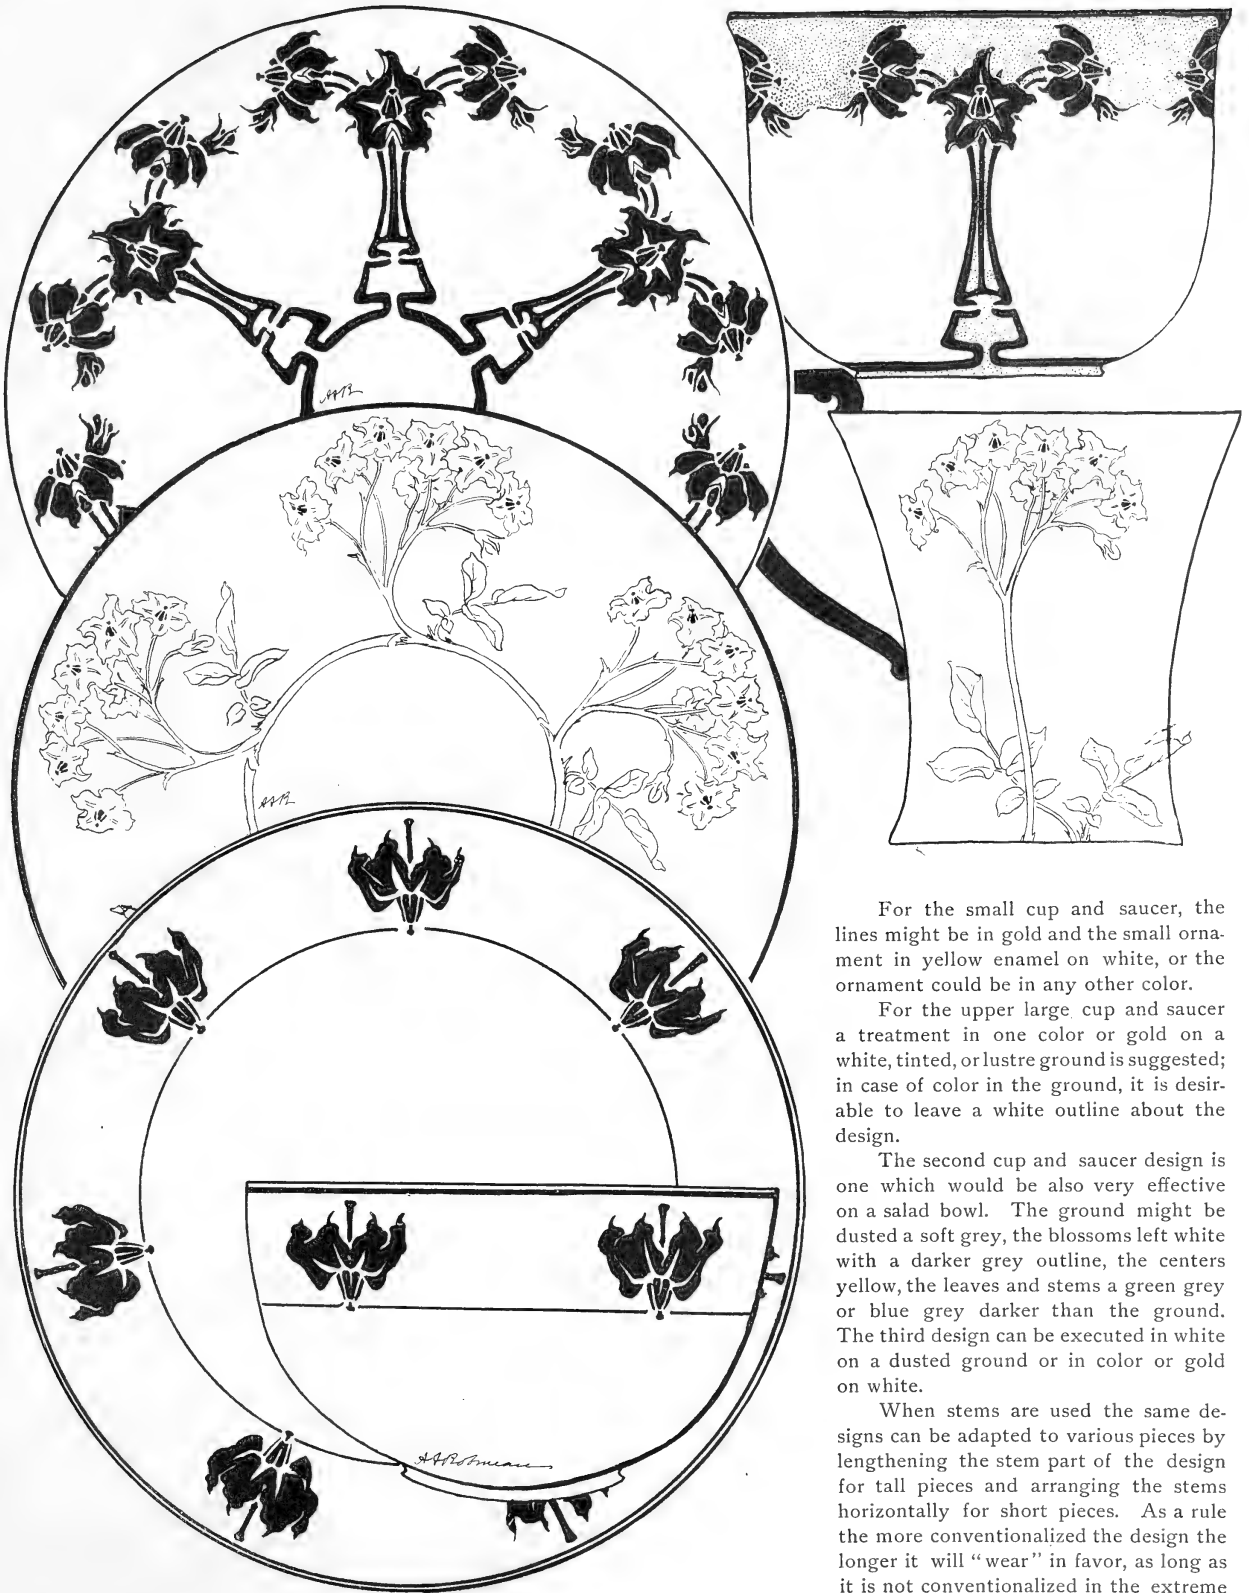 AAR
AAR
AARobineau
For the small cup and saucer, the
lines might be in gold and the small orna-
ment in yellow enamel on white, or the
ornament could be in any other color.
For the upper large cup and saucer
a treatment in one color or gold on a
white, tinted, or lustre ground is suggested;
in case of color in the ground, it is desir-
able to leave a white outline about the
design.
The second cup and saucer design is
one which would be also very effective
on a salad bowl. The ground might be
dusted a soft grey, the blossoms left white
with a darker grey outline, the centers
yellow, the leaves and stems a green grey
or blue grey darker than the ground.
The third design can be executed in white
on a dusted ground or in color or gold
on white.
When stems are used the same de-
signs can be adapted to various pieces by
lengthening the stem part of the design
for tall pieces and arranging the stems
horizontally for short pieces. As a rule
the more conventionalized the design the
longer it will "wear" in favor, as long as
it is not conventionalized in the extreme